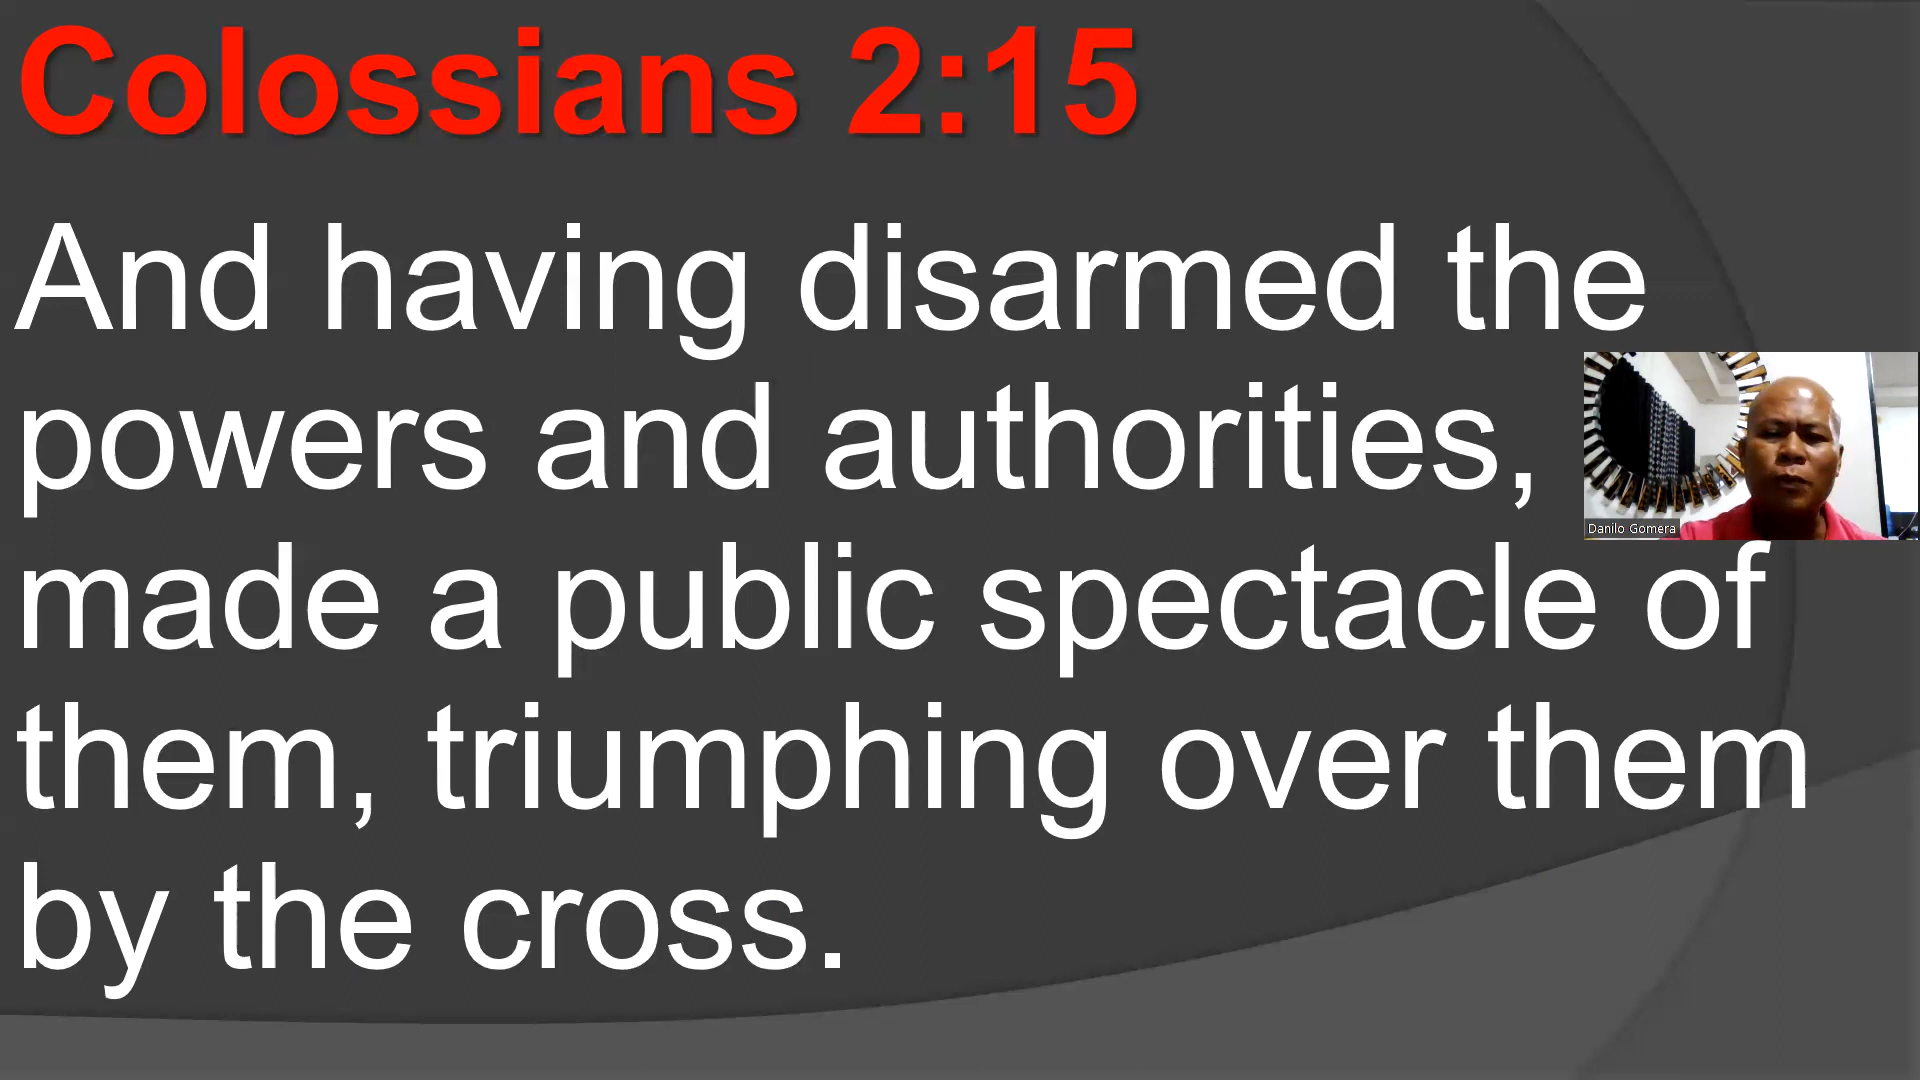 Colossians 2:15
And having disarmed the
powers and authorities,
made a public spectacle of
them, triumphing over them
by the cross.
Danilo Gomera